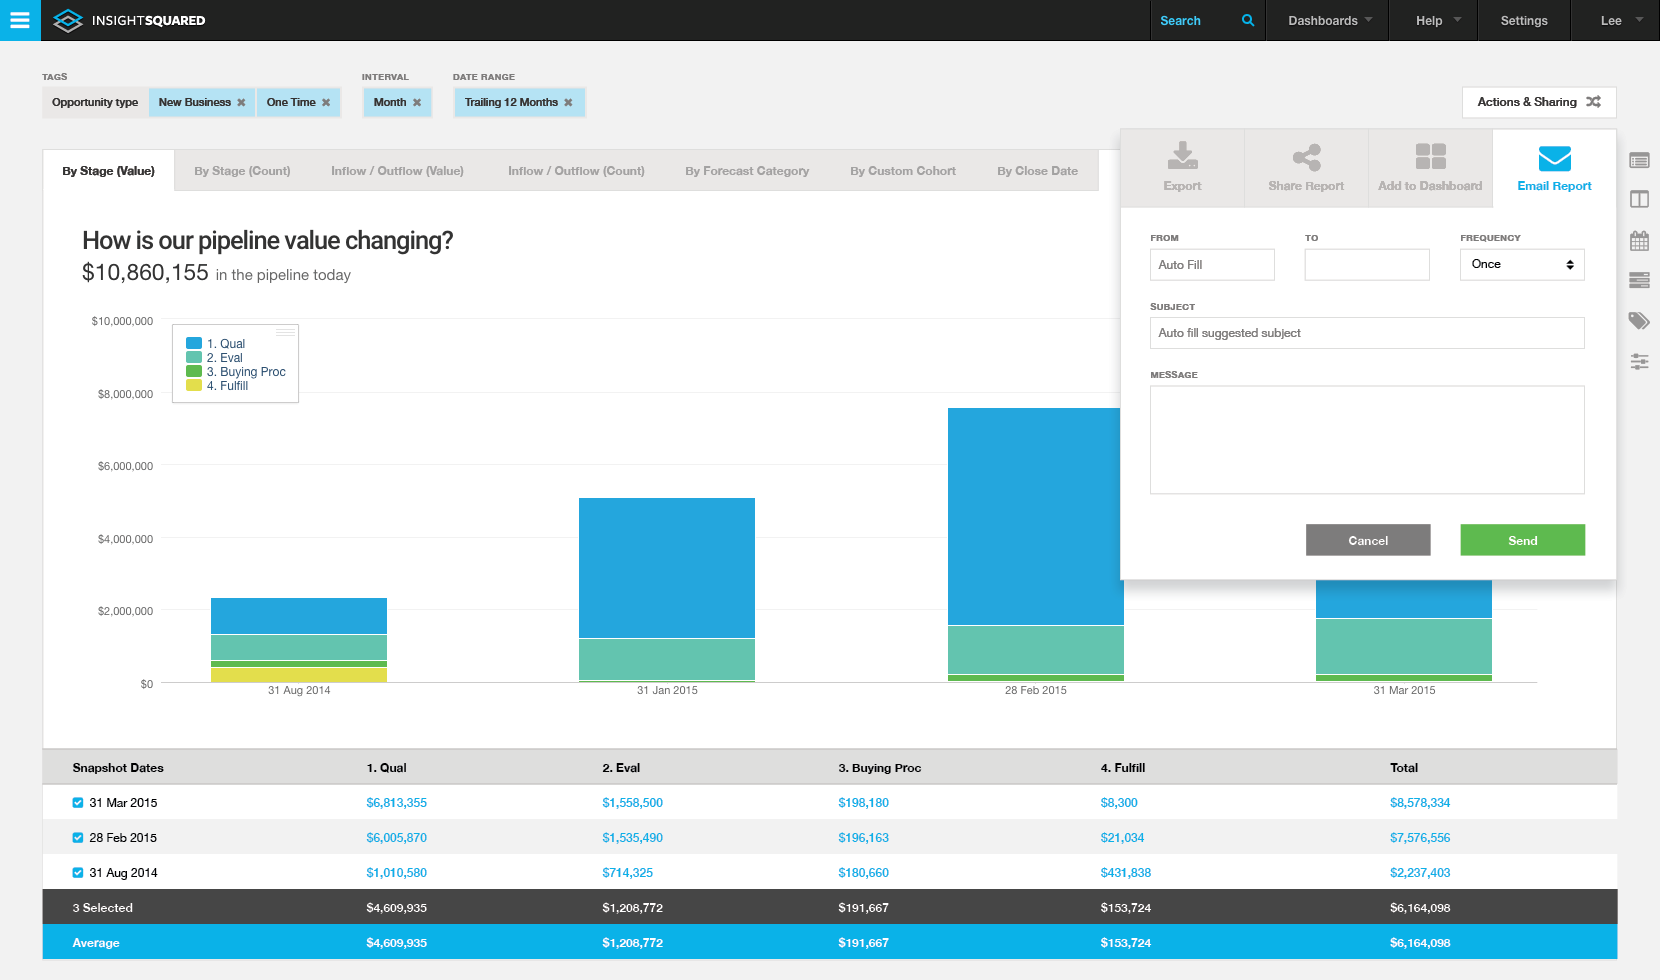 INSIGHTSQUARED
Search Dashboards Help Settings Lee
TAGS INTERVAL DATE RANGE
Opportunity type New Business One Time Month Trailing 12 Months
Actions & Sharing
By Stage (Value) By Stage (Count) Inflow / Outflow (Value) Inflow / Outflow (Count) By Forecast Category By Custom Cohort By Close Date
Export Share Report Add to Dashboard Email Report
How is our pipeline value changing?
$10,860,155 in the pipeline today
FROM TO FREQUENCY
Auto Fill Once
SUBJECT
Auto fill suggested subject
MESSAGE
Cancel Send
$10,000,000
$8,000,000
$6,000,000
$4,000,000
$2,000,000
$0
1. Qual
2. Eval
3. Buying Proc
4. Fulfill
31 Aug 2014 31 Jan 2015 28 Feb 2015 31 Mar 2015
Snapshot Dates 1. Qual 2. Eval 3. Buying Proc 4. Fulfill Total
31 Mar 2015 $6,813,355 $1,558,500 $198,180 $8,300 $8,578,334
28 Feb 2015 $6,005,870 $1,535,490 $196,163 $21,034 $7,576,556
31 Aug 2014 $1,010,580 $714,325 $180,660 $431,838 $2,237,403
3 Selected $4,609,935 $1,208,772 $191,667 $153,724 $6,164,098
Average $4,609,935 $1,208,772 $191,667 $153,724 $6,164,098